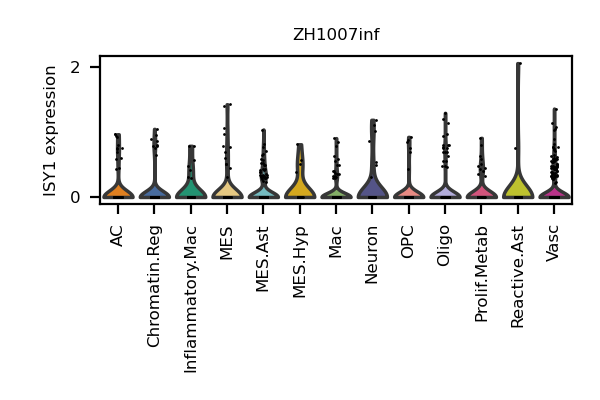 ZH1007inf
ISY1 expression
2
0
AC
Chromatin.Reg
Inflammatory.Mac
MES
MES.Ast
MES.Hyp
Mac
Neuron
OPC
Oligo
Prolif.Metab
Reactive.Ast
Vasc